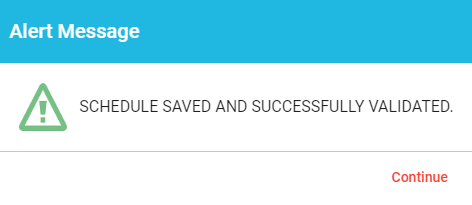 Alert Message
SCHEDULE SAVED AND SUCCESSFULLY VALIDATED.
Continue